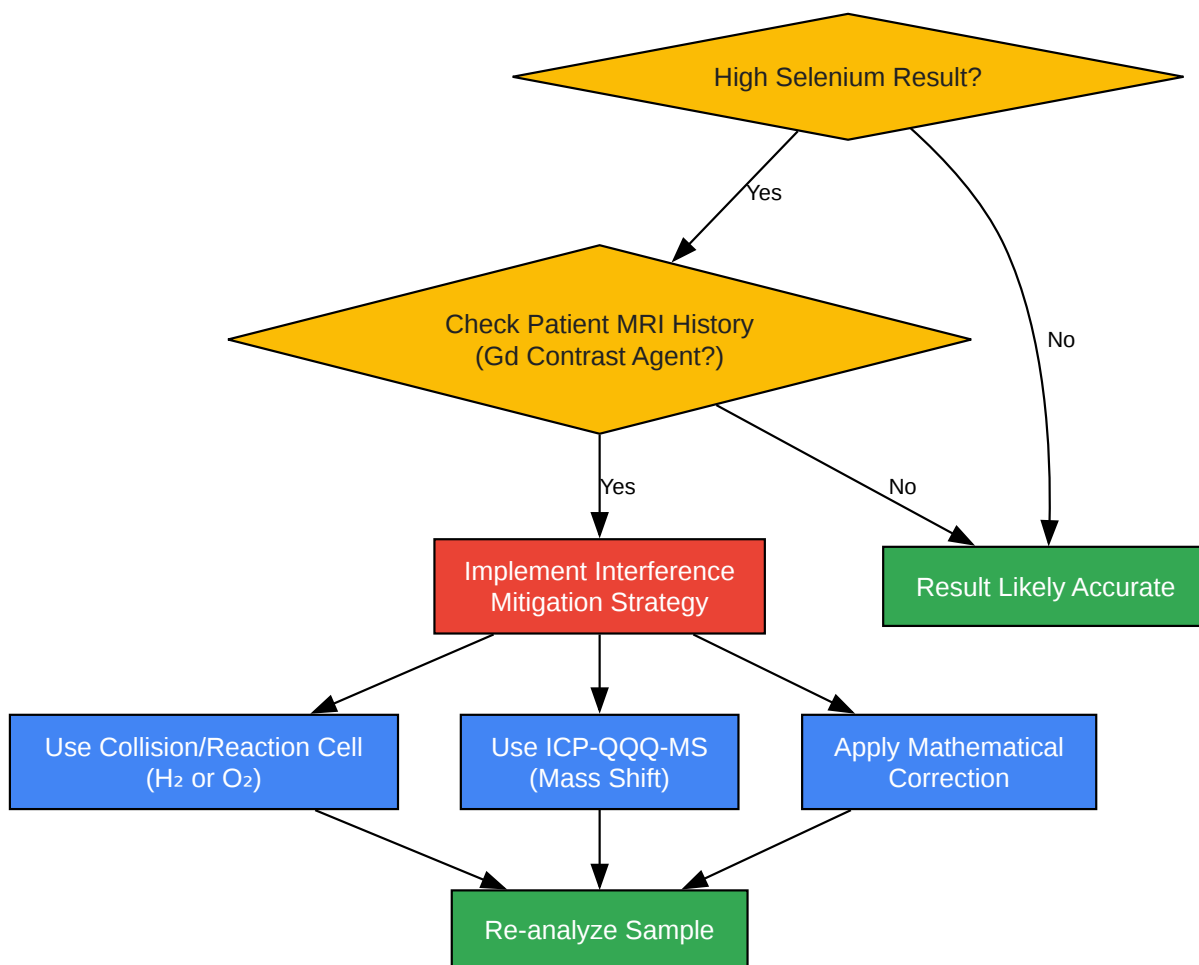 High Selenium Result?
Yes
Check Patient MRI History
(Gd Contrast Agent?)
No
Yes
No
Implement Interference
Mitigation Strategy
Result Likely Accurate
Use Collision/Reaction Cell
(H₂ or O₂)
Use ICP-QQQ-MS
(Mass Shift)
Apply Mathematical
Correction
Re-analyze Sample